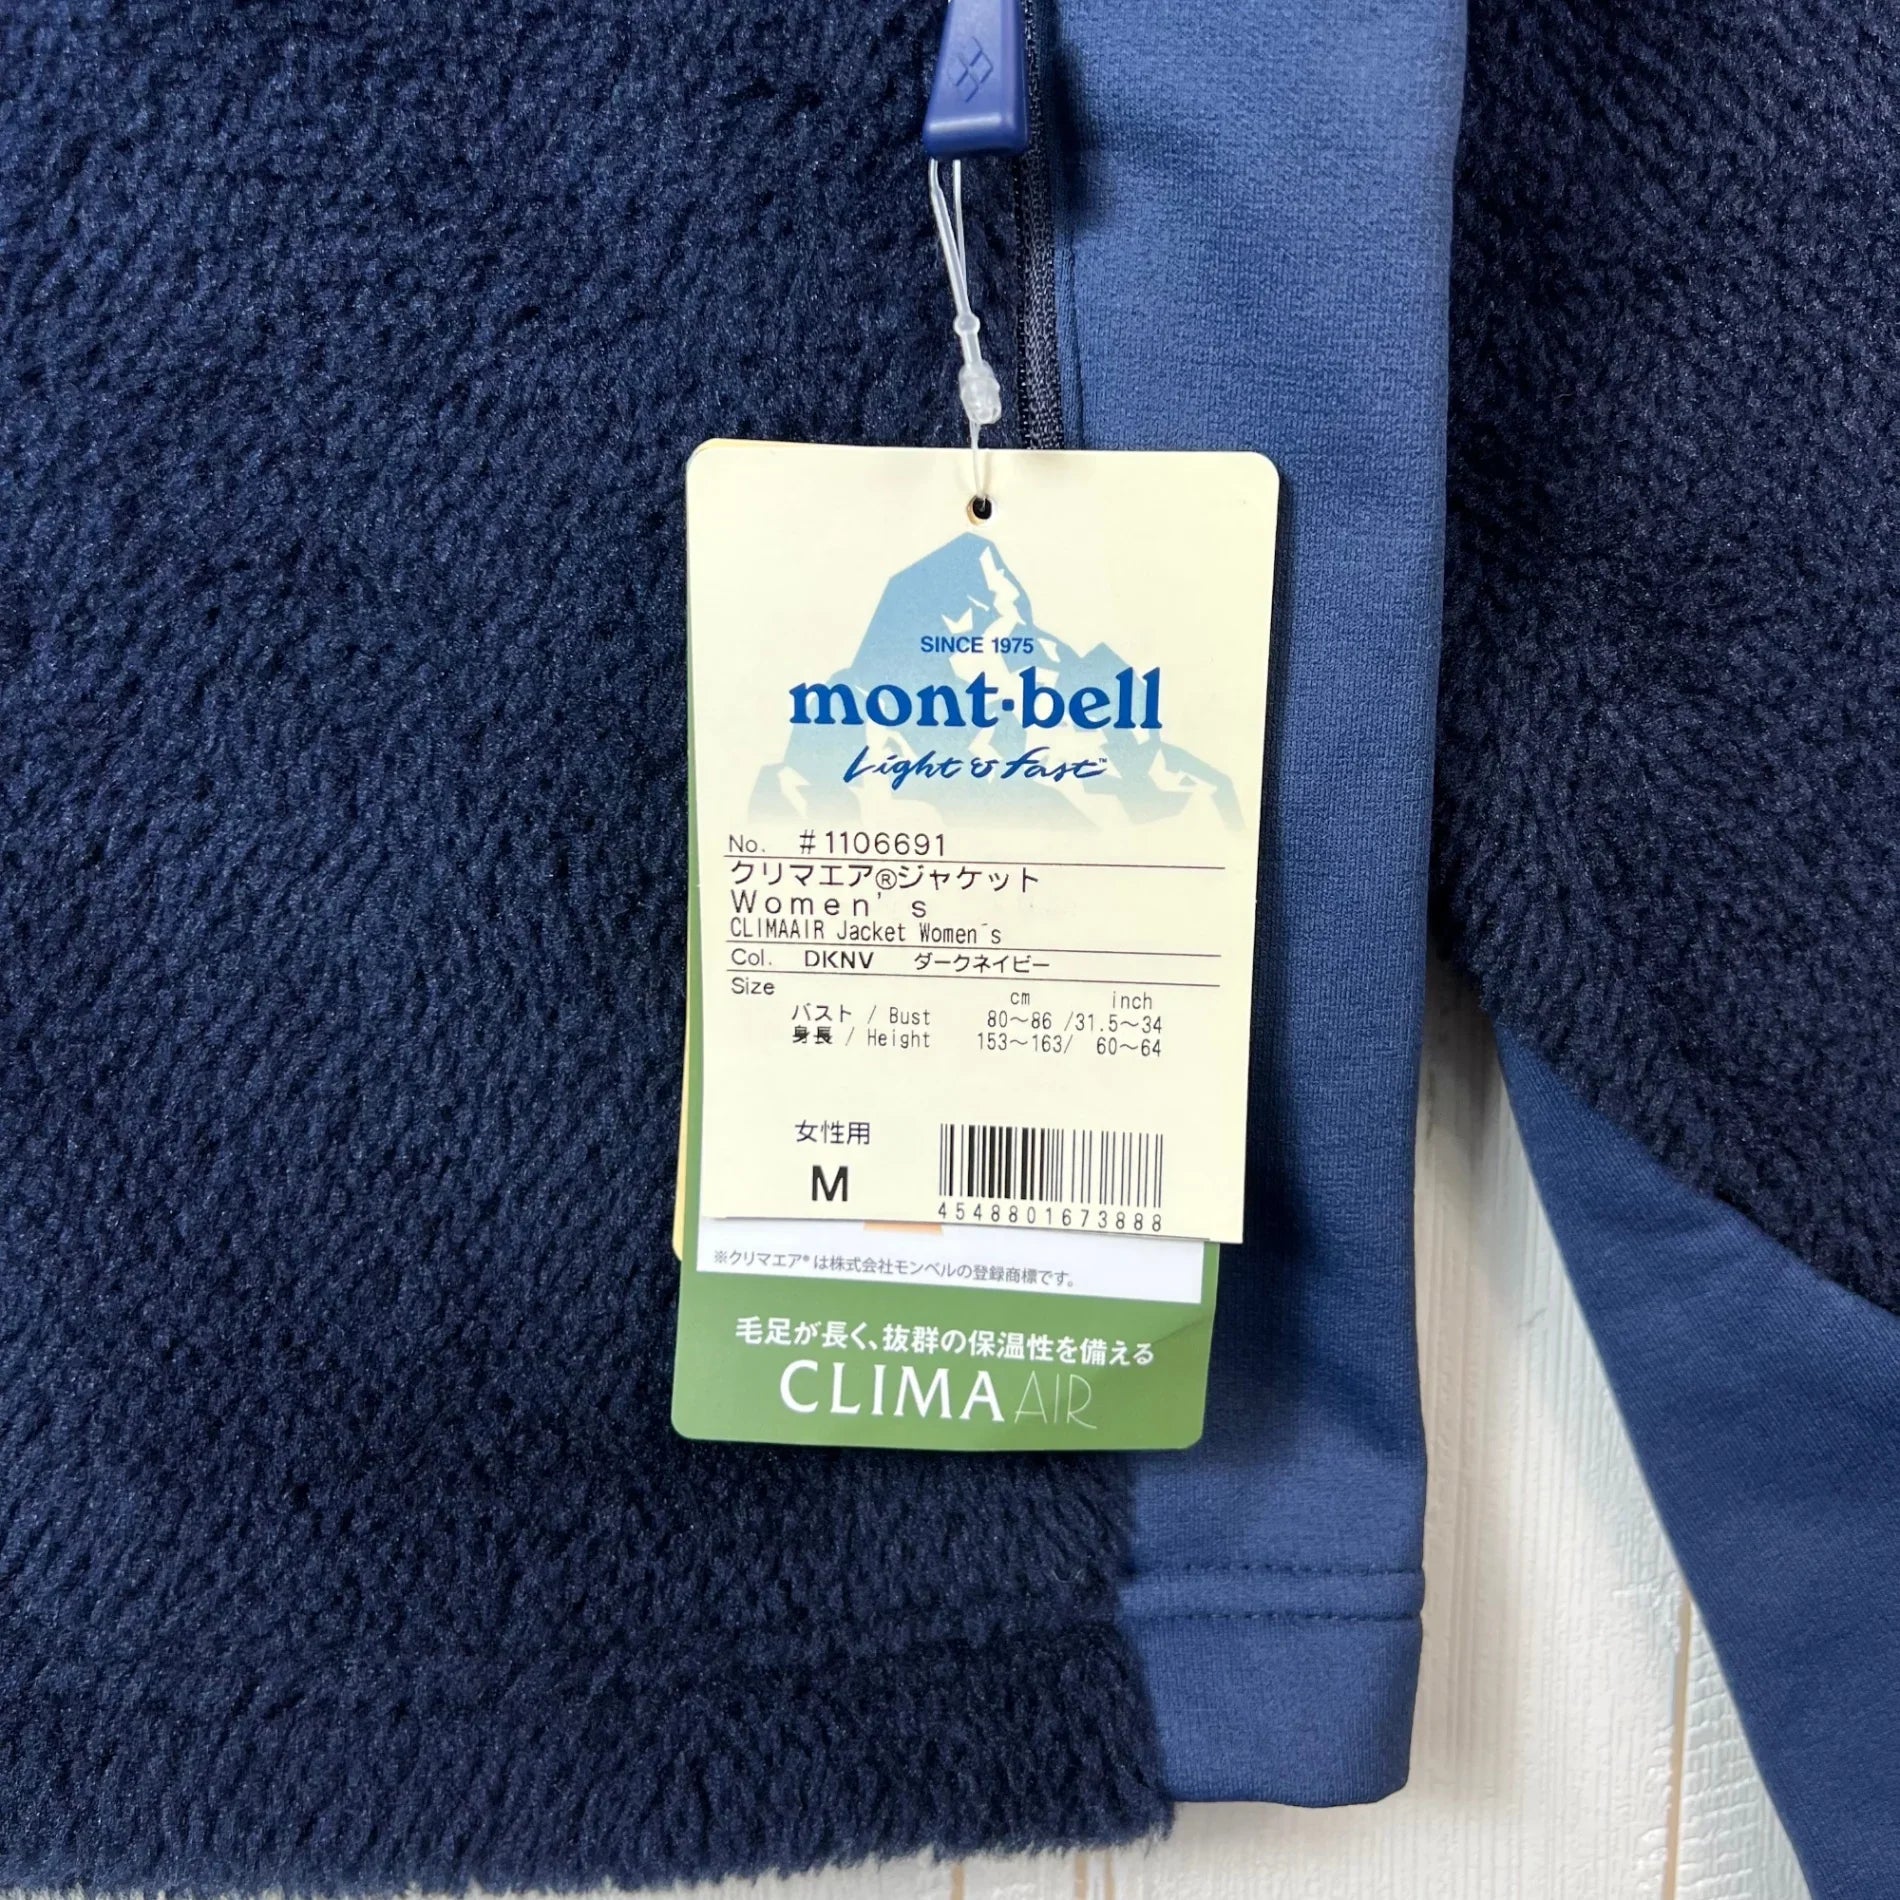 SINCE 1975
mont-bell
Light & Fast™
No. #1106691
クリマエア®ジャケット
Women's
CLIMAAIR Jacket Women´s
Col. DKNV ダークネイビー
Size
cm inch
バスト / Bust 80～86 /31.5～34
身長 / Height 153～163/ 60～64
女性用
M
4548801673888
※クリマエア®は株式会社モンベルの登録商標です。
毛足が長く、抜群の保温性を備える
CLIMAAIR